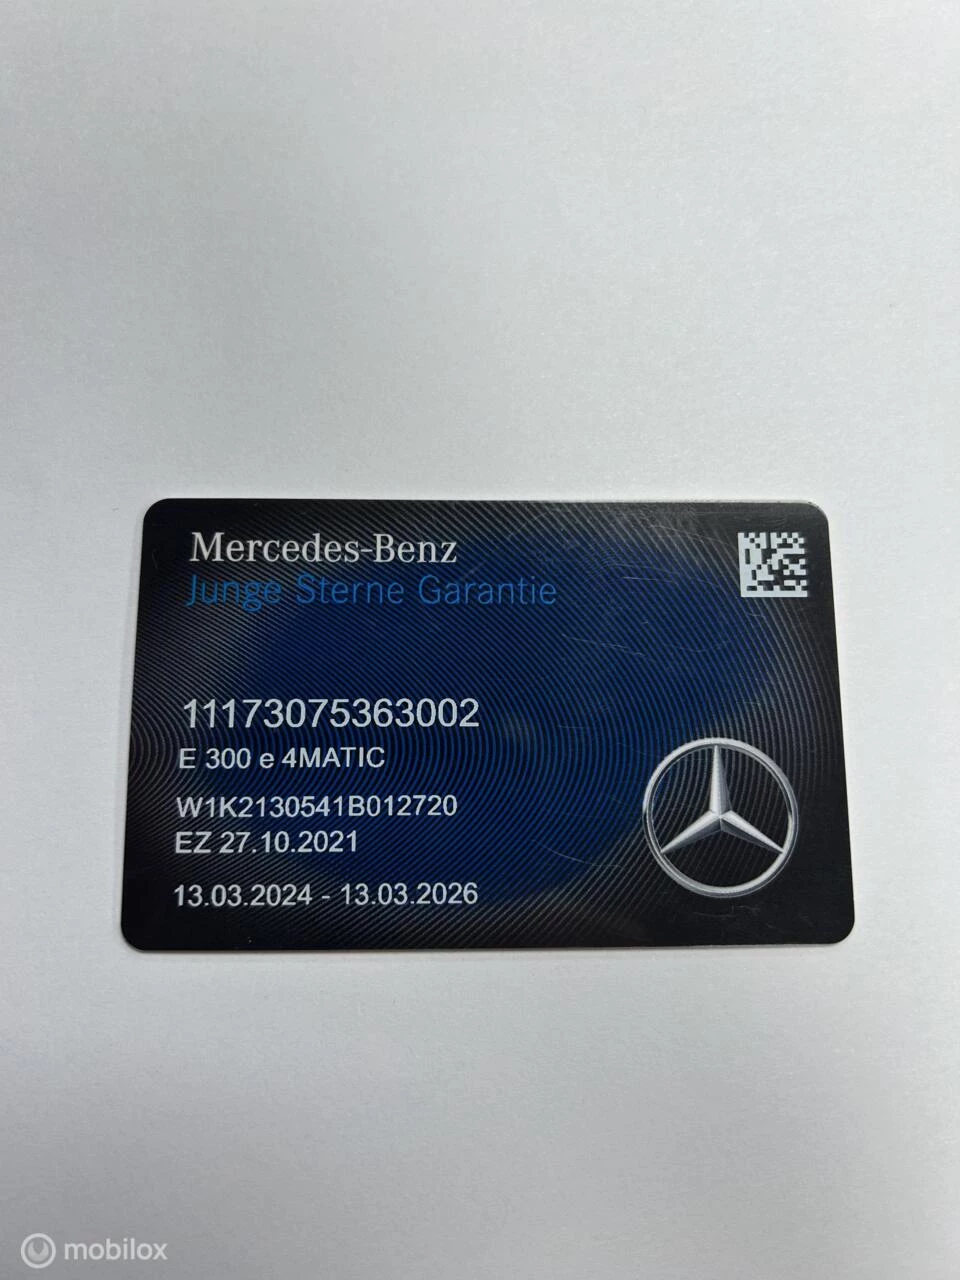 Mercedes-Benz
Junge Sterne Garantie
11173075363002
E 300 e 4MATIC
W1K2130541B012720
EZ 27.10.2021
13.03.2024 - 13.03.2026
mobilox